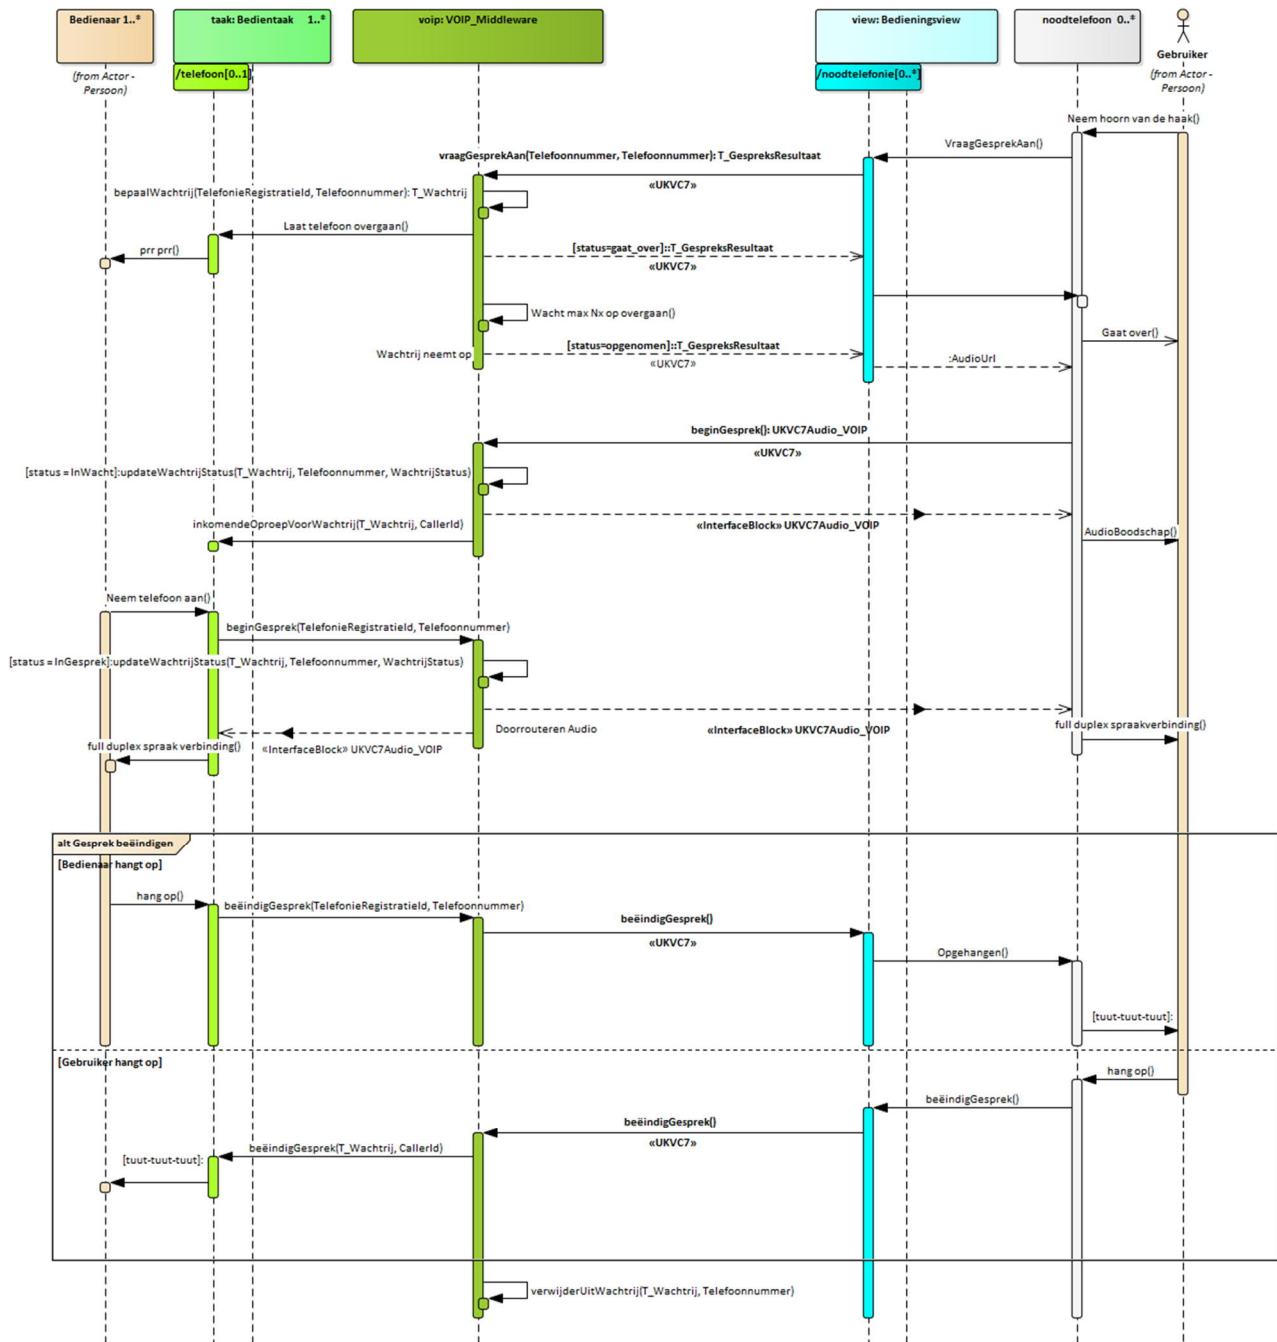 Bedienaar 1..*
taak: Bedientaak 1..*
voip: VOIP_Middleware
view: Bedieningsview
noodtelefoon 0..*
/telefoon[0..1]
/noodtelefonie[0..*]
Gebruiker
(from Actor -
Persoon)
(from Actor -
Persoon)
Neem hoorn van de haak()
VraagGesprekAan()
vraagGesprekAan(Telefoonnummer, Telefoonnummer): T_GespreksResultaat
«UKVC7»
bepaalWachtrij(TelefonieRegistratieId, Telefoonnummer): T_Wachtrij
Laat telefoon overgaan()
prr prr()
[status=gaat_over]::T_GespreksResultaat
«UKVC7»
Wacht max Nx op overgaan()
Gaat over()
Wachtrij neemt op
[status=opgenomen]::T_GespreksResultaat
«UKVC7»
:AudioUrl
beginGesprek(): UKVC7Audio_VOIP
«UKVC7»
[status = InWacht]:updateWachtrijStatus(T_Wachtrij, Telefoonnummer, WachtrijStatus)
inkomendeOproepVoorWachtrij(T_Wachtrij, CallerId)
«InterfaceBlock» UKVC7Audio_VOIP
AudioBoodschap()
Neem telefoon aan()
beginGesprek(TelefonieRegistratieId, Telefoonnummer)
[status = InGesprek]:updateWachtrijStatus(T_Wachtrij, Telefoonnummer, WachtrijStatus)
Doorrouteren Audio
«InterfaceBlock» UKVC7Audio_VOIP
full duplex spraakverbinding()
full duplex spraak verbinding()
«InterfaceBlock» UKVC7Audio_VOIP
alt Gesprek beëindigen
[Bedienaar hangt op]
hang op()
beëindigGesprek(TelefonieRegistratieId, Telefoonnummer)
beëindigGesprek()
«UKVC7»
Opgehangen()
[tuut-tuut-tuut]:
[Gebruiker hangt op]
hang op()
beëindigGesprek()
beëindigGesprek()
«UKVC7»
beëindigGesprek(T_Wachtrij, CallerId)
[tuut-tuut-tuut]:
verwijderUitWachtrij(T_Wachtrij, Telefoonnummer)